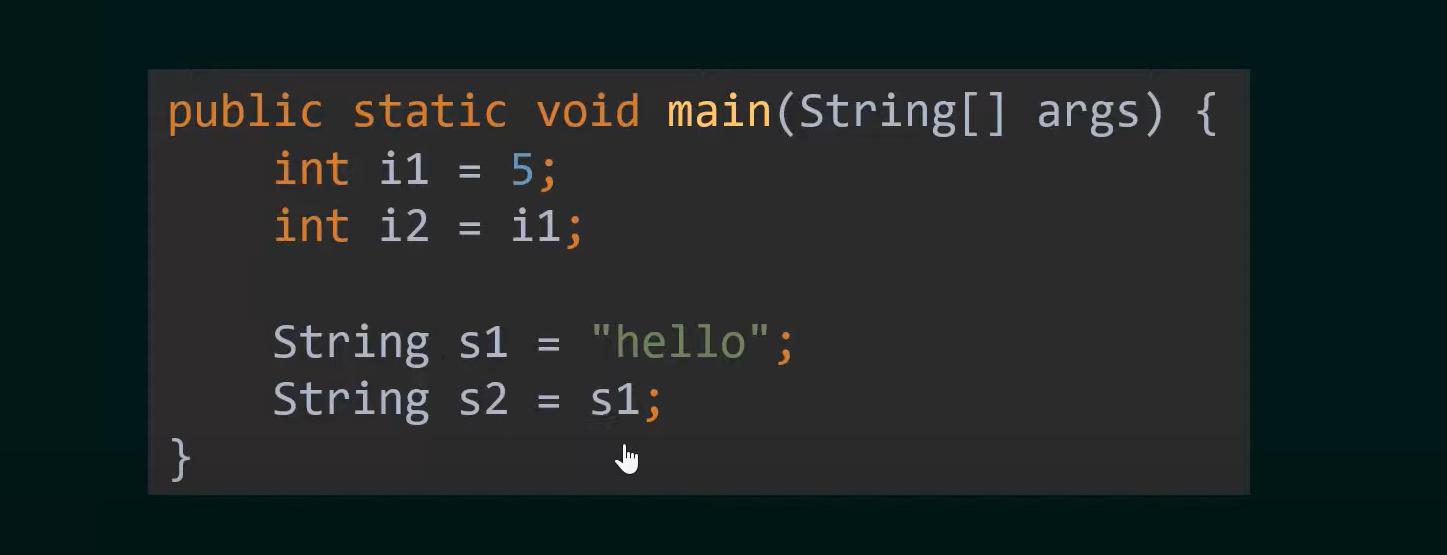 public static void main(String[] args) {
int i1 = 5;
int i2 = i1;
String s1 = "hello";
String s2 = s1;
}